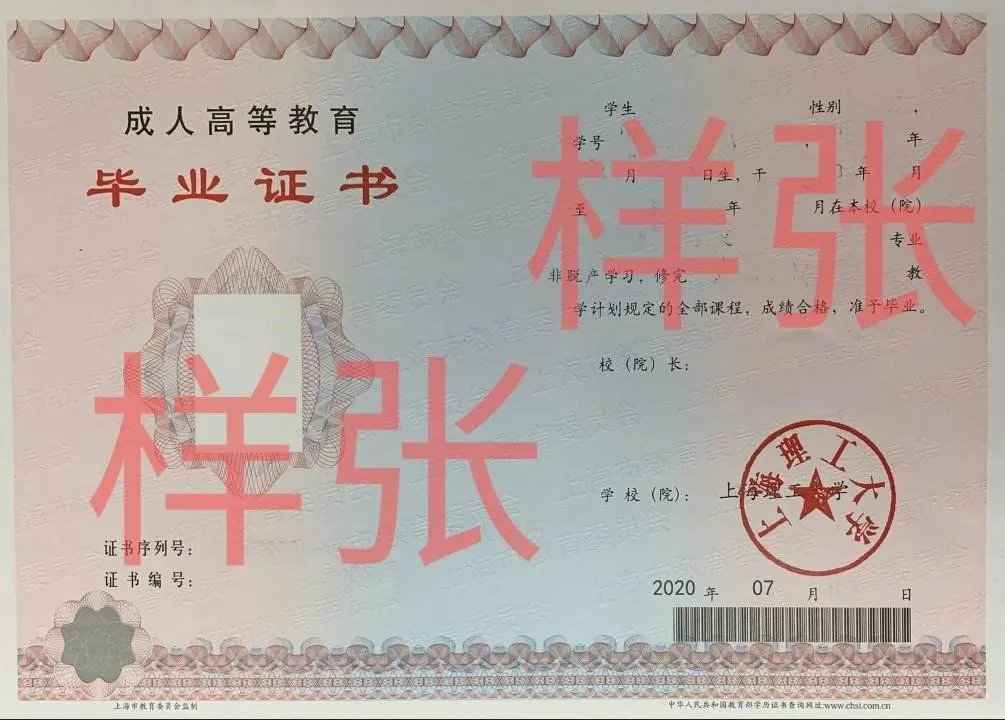 成人高等教育
毕业证书
学生 性别 ，
学号 ， 年
月 日生，于 年 月
至 年 月在本校（院）
专业
非脱产学习，修完 教
学计划规定的全部课程，成绩合格，准予毕业。
校（院）长：
学校（院）： 上海理工大学
上海理工大学
2020 年 07 月 日
证书序列号：
证书编号：
样张
样张
上海市教育委员会监制
中华人民共和国教育部学历证书查询网址:www.chsi.com.cn